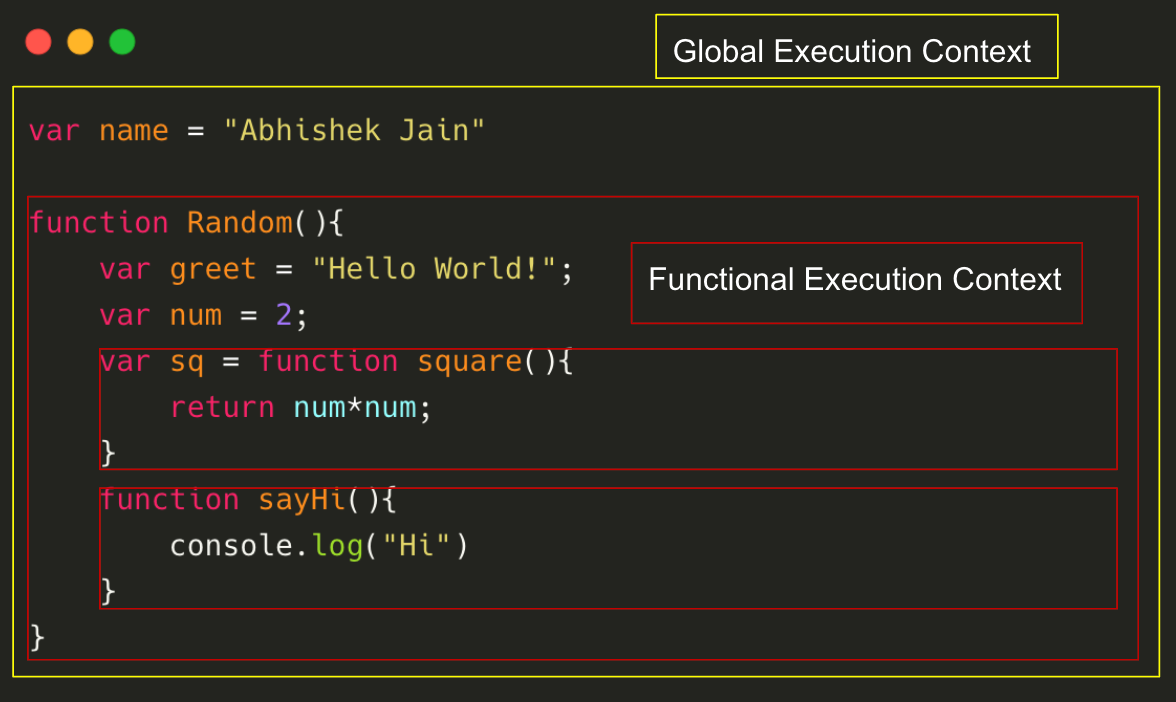 Global Execution Context
var name = "Abhishek Jain"
function Random(){
    var greet = "Hello World!";
Functional Execution Context
    var num = 2;
    var sq = function square(){
        return num*num;
    }
    function sayHi(){
        console.log("Hi")
    }
}